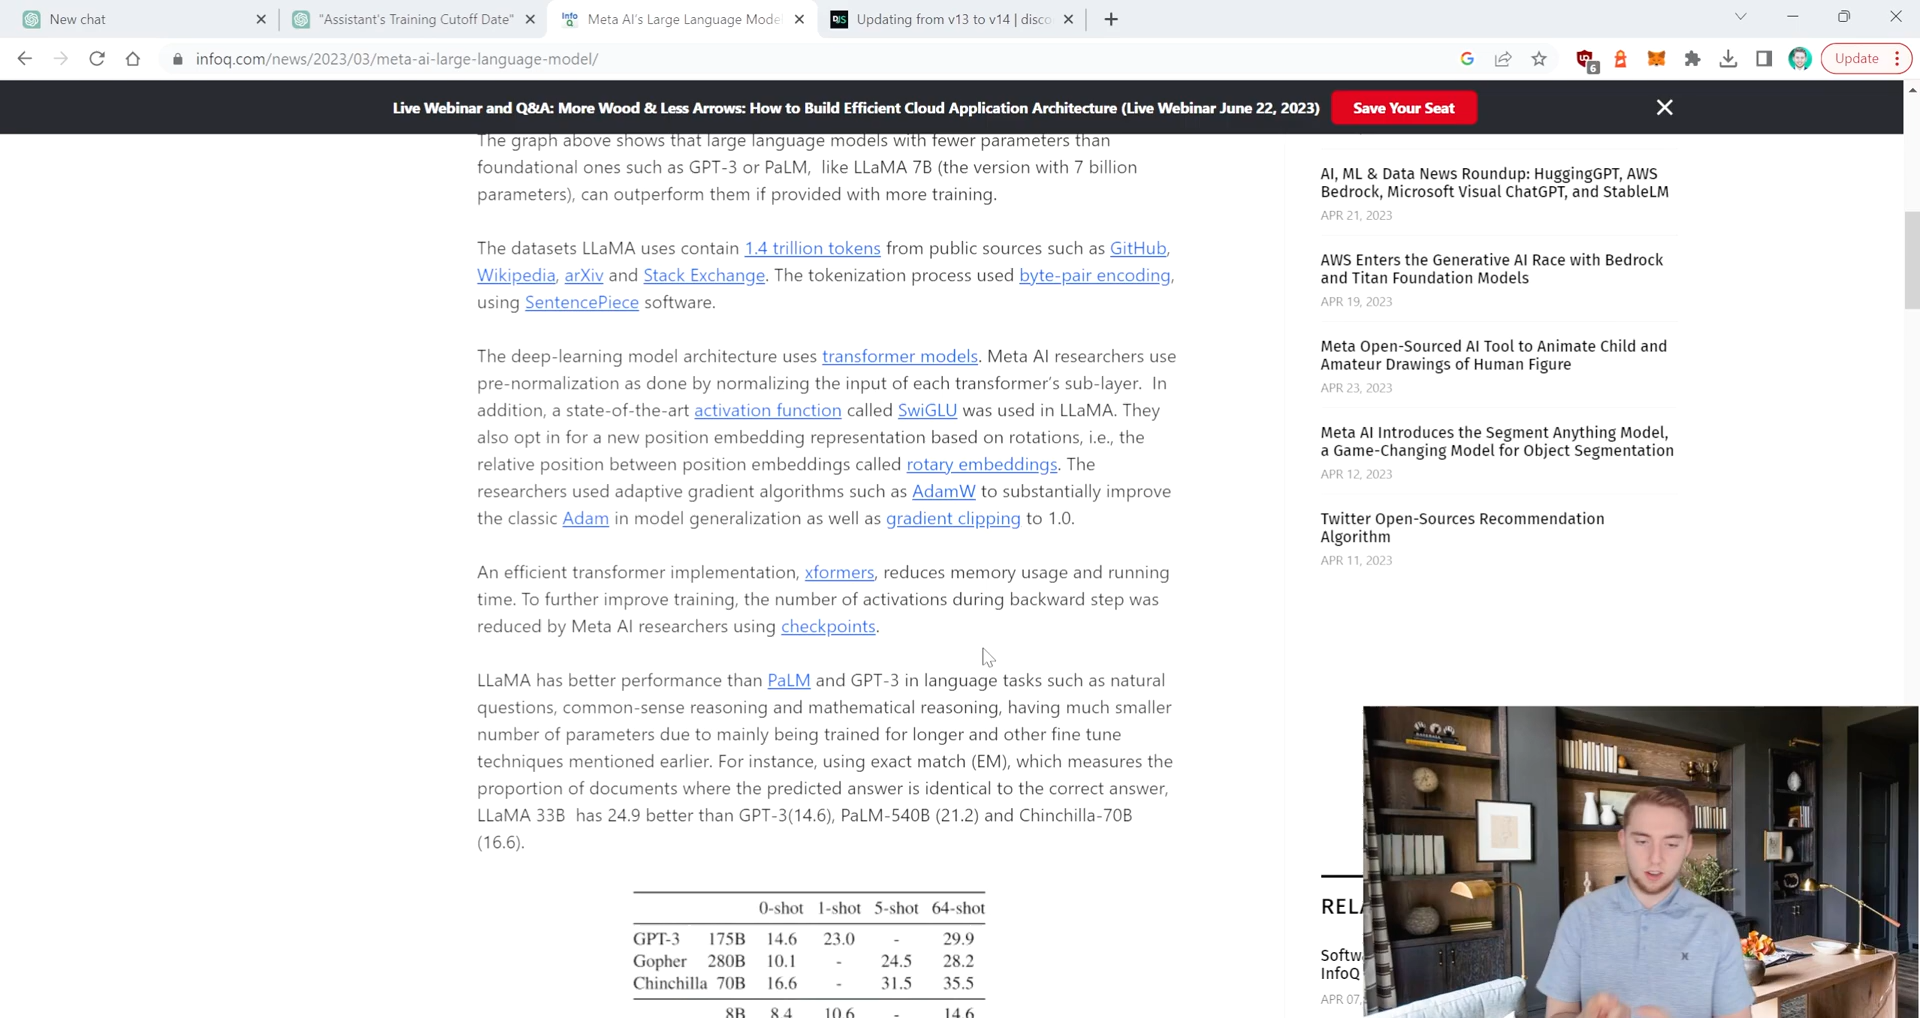 New chat
"Assistant's Training Cutoff Date"
Info Q
Meta AI's Large Language Mode
DJS
Updating from v13 to v14 | disco
infoq.com/news/2023/03/meta-ai-large-language-model/
6
Update
Live Webinar and Q&A: More Wood & Less Arrows: How to Build Efficient Cloud Application Architecture (Live Webinar June 22, 2023)
Save Your Seat
The graph above shows that large language models with fewer parameters than
foundational ones such as GPT-3 or PaLM, like LLaMA 7B (the version with 7 billion
parameters), can outperform them if provided with more training.
The datasets LLaMA uses contain 1.4 trillion tokens from public sources such as GitHub,
Wikipedia, arXiv and Stack Exchange. The tokenization process used byte-pair encoding,
using SentencePiece software.
The deep-learning model architecture uses transformer models. Meta AI researchers use
pre-normalization as done by normalizing the input of each transformer's sub-layer. In
addition, a state-of-the-art activation function called SwiGLU was used in LLaMA. They
also opt in for a new position embedding representation based on rotations, i.e., the
relative position between position embeddings called rotary embeddings. The
researchers used adaptive gradient algorithms such as AdamW to substantially improve
the classic Adam in model generalization as well as gradient clipping to 1.0.
An efficient transformer implementation, xformers, reduces memory usage and running
time. To further improve training, the number of activations during backward step was
reduced by Meta AI researchers using checkpoints.
LLaMA has better performance than PaLM and GPT-3 in language tasks such as natural
questions, common-sense reasoning and mathematical reasoning, having much smaller
number of parameters due to mainly being trained for longer and other fine tune
techniques mentioned earlier. For instance, using exact match (EM), which measures the
proportion of documents where the predicted answer is identical to the correct answer,
LLaMA 33B has 24.9 better than GPT-3(14.6), PaLM-540B (21.2) and Chinchilla-70B
(16.6).
0-shot 1-shot 5-shot 64-shot
GPT-3 175B 14.6 23.0 - 29.9
Gopher 280B 10.1 - 24.5 28.2
Chinchilla 70B 16.6 - 31.5 35.5
8B 8.4 10.6 - 14.6
AI, ML & Data News Roundup: HuggingGPT, AWS
Bedrock, Microsoft Visual ChatGPT, and StableLM
APR 21, 2023
AWS Enters the Generative AI Race with Bedrock
and Titan Foundation Models
APR 19, 2023
Meta Open-Sourced AI Tool to Animate Child and
Amateur Drawings of Human Figure
APR 23, 2023
Meta AI Introduces the Segment Anything Model,
a Game-Changing Model for Object Segmentation
APR 12, 2023
Twitter Open-Sources Recommendation
Algorithm
APR 11, 2023
RELA
Softw
InfoQ
APR 07,